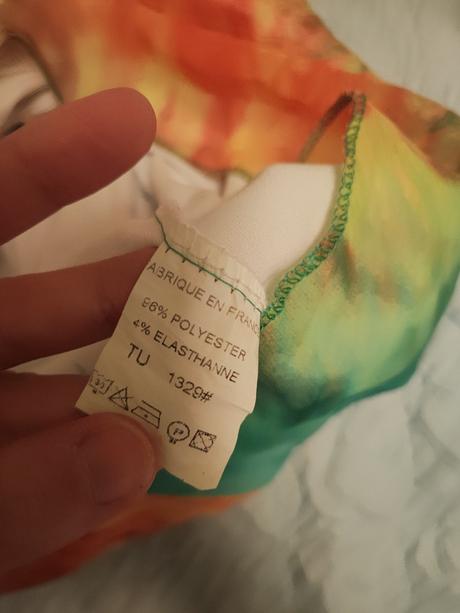 ABRIQUE EN FRANC
96% POLYESTER
4% ELASTHANNE
TU 1329#
P